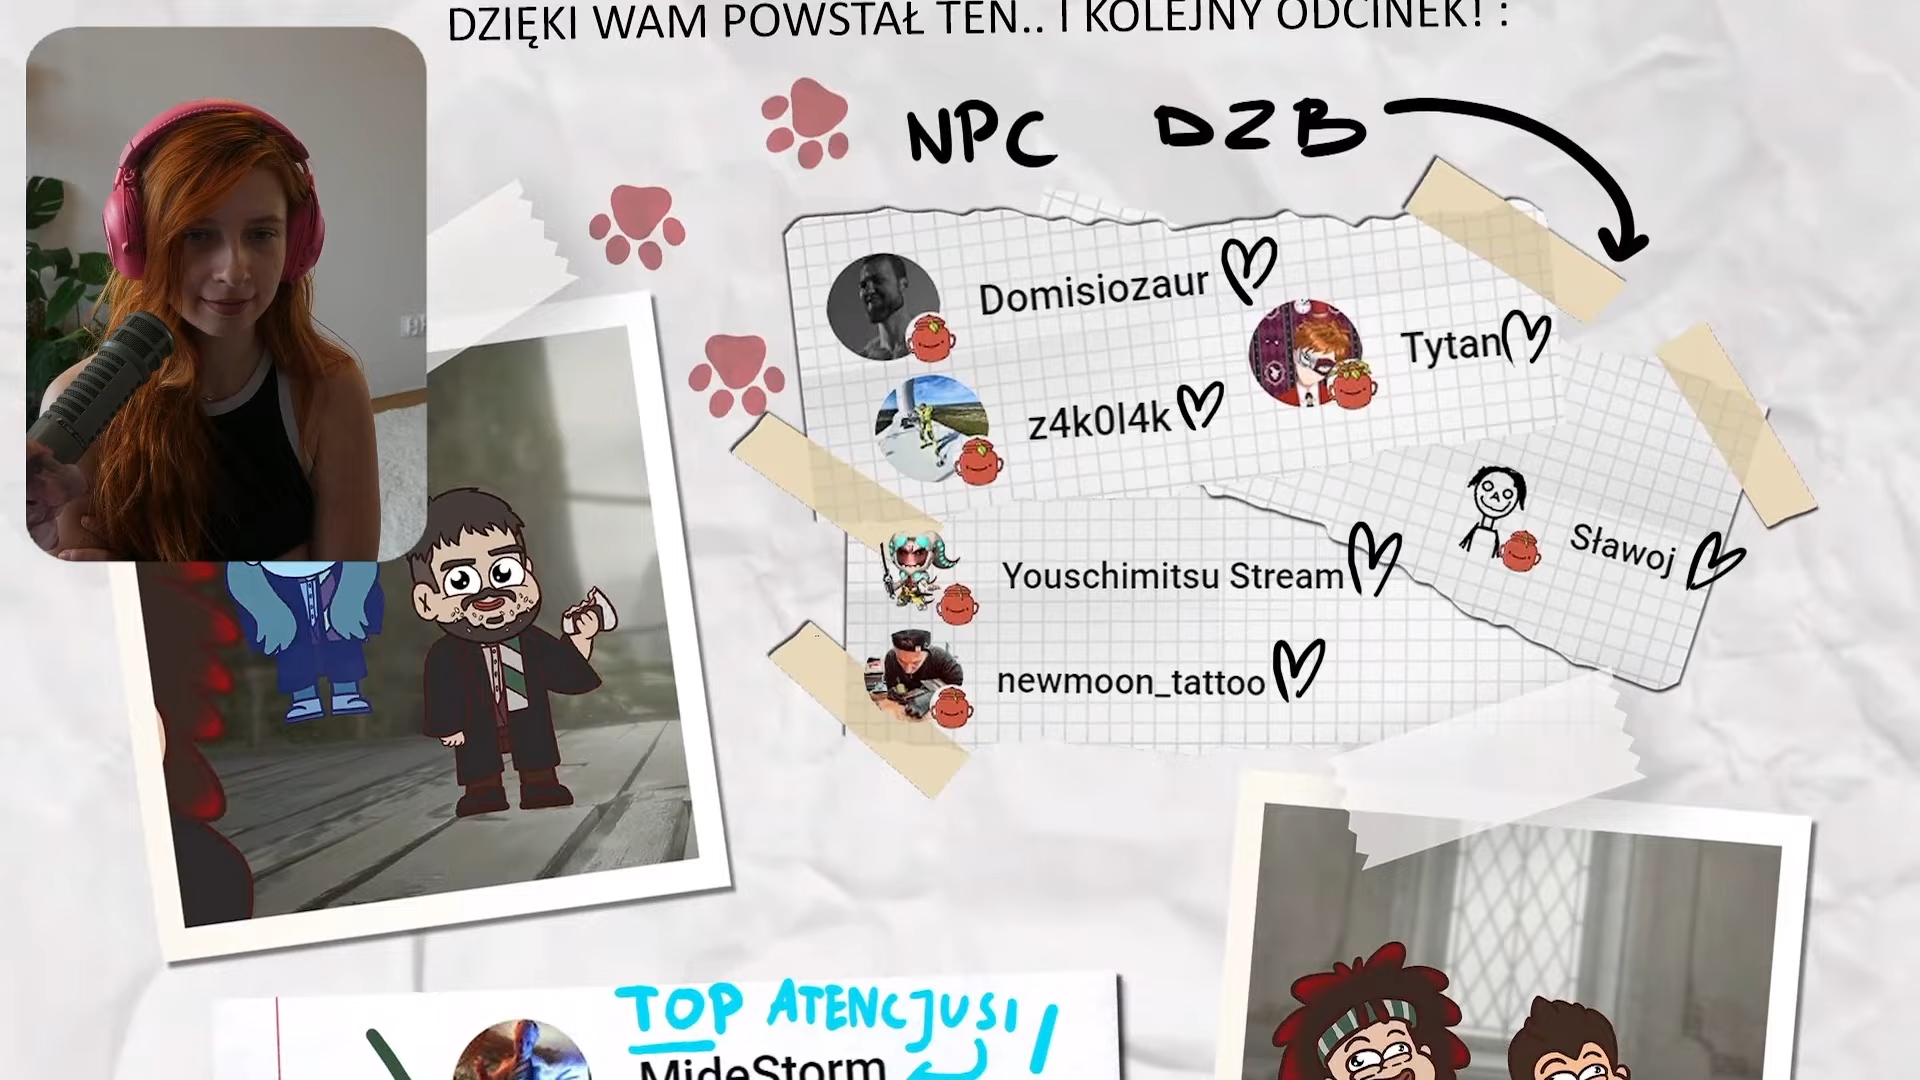 DZIĘKI WAM POWSTAŁ TEN.. I KOLEJNY ODCINEK! :
NPC DZB
Domisiozaur
Tytan
z4k0l4k
Sławoj
Youschimitsu Stream
newmoon_tattoo
TOP ATENCJUSI
MideStorm